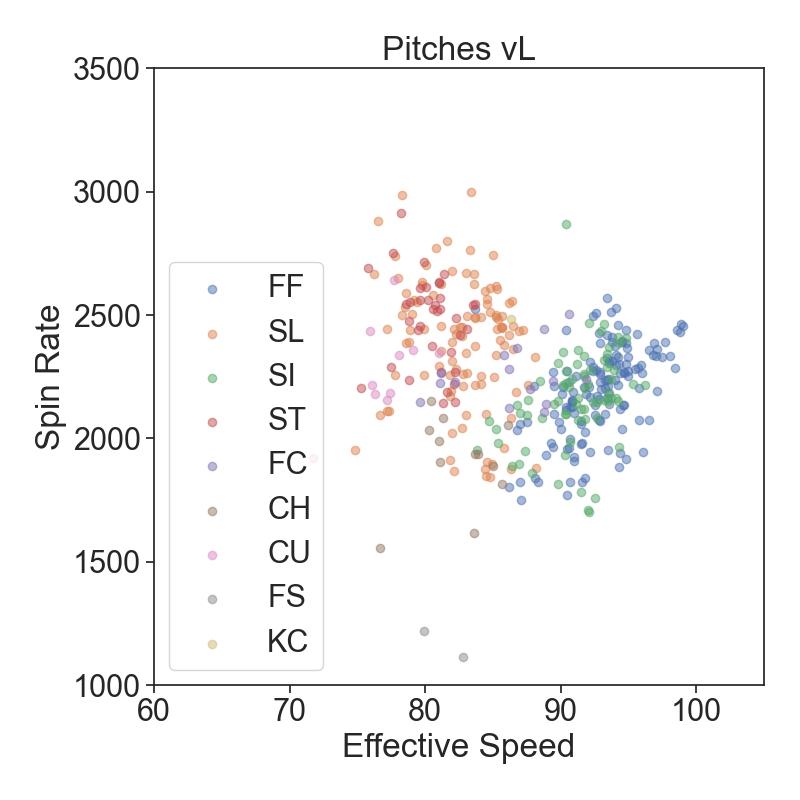 Pitches vL
3500
3000
2500
2000
1500
1000
Spin Rate
FF
SL
SI
ST
FC
CH
CU
FS
KC
60 70 80 90 100
Effective Speed